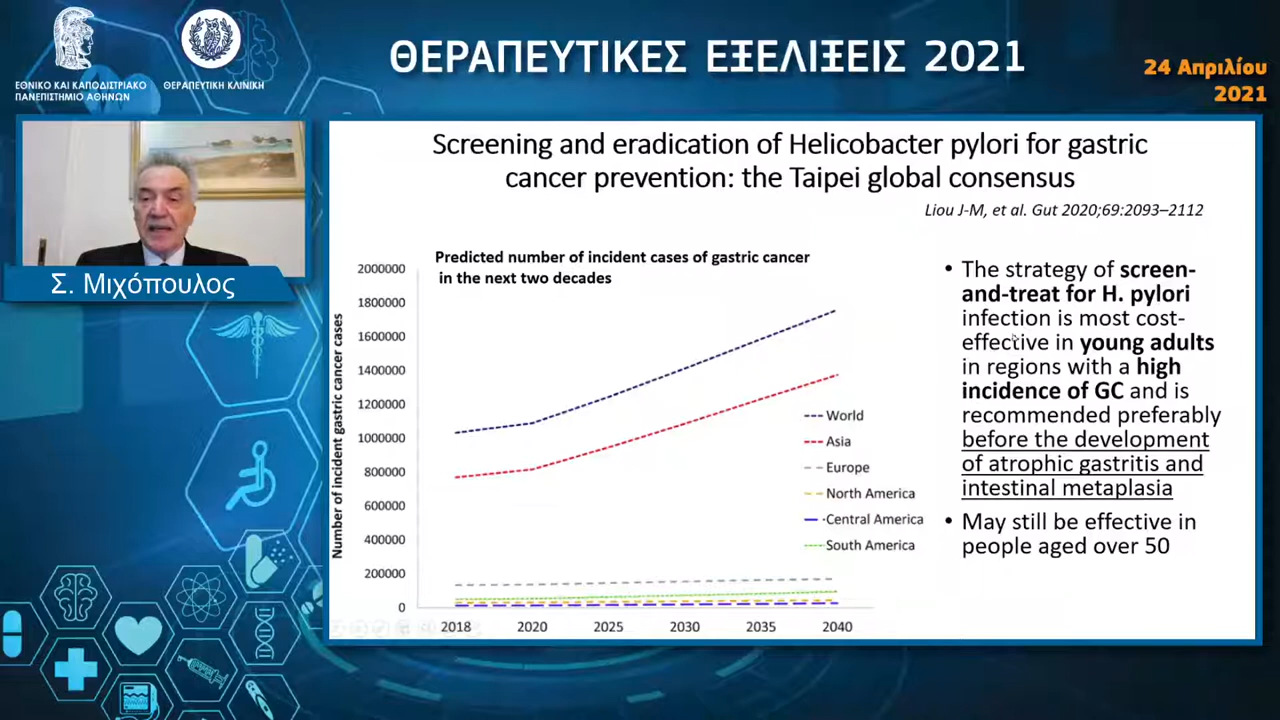 ΘΕΡΑΠΕΥΤΙΚΕΣ ΕΞΕΛΙΞΕΙΣ 2021
24 Απριλίου
2021
ΕΘΝΙΚΟ ΚΑΙ ΚΑΠΟΔΙΣΤΡΙΑΚΟ
ΠΑΝΕΠΙΣΤΗΜΙΟ ΑΘΗΝΩΝ
ΘΕΡΑΠΕΥΤΙΚΗ ΚΛΙΝΙΚΗ
Σ. Μιχόπουλος
Screening and eradication of Helicobacter pylori for gastric
cancer prevention: the Taipei global consensus
Liou J-M, et al. Gut 2020;69:2093–2112
Predicted number of incident cases of gastric cancer
in the next two decades
Number of incident gastric cancer cases
2000000
1800000
1600000
1400000
1200000
1000000
800000
600000
400000
200000
0
2018 2020 2025 2030 2035 2040
World
Asia
Europe
North America
Central America
South America
• The strategy of screen-
and-treat for H. pylori
infection is most cost-
effective in young adults
in regions with a high
incidence of GC and is
recommended preferably
before the development
of atrophic gastritis and
intestinal metaplasia
• May still be effective in
people aged over 50